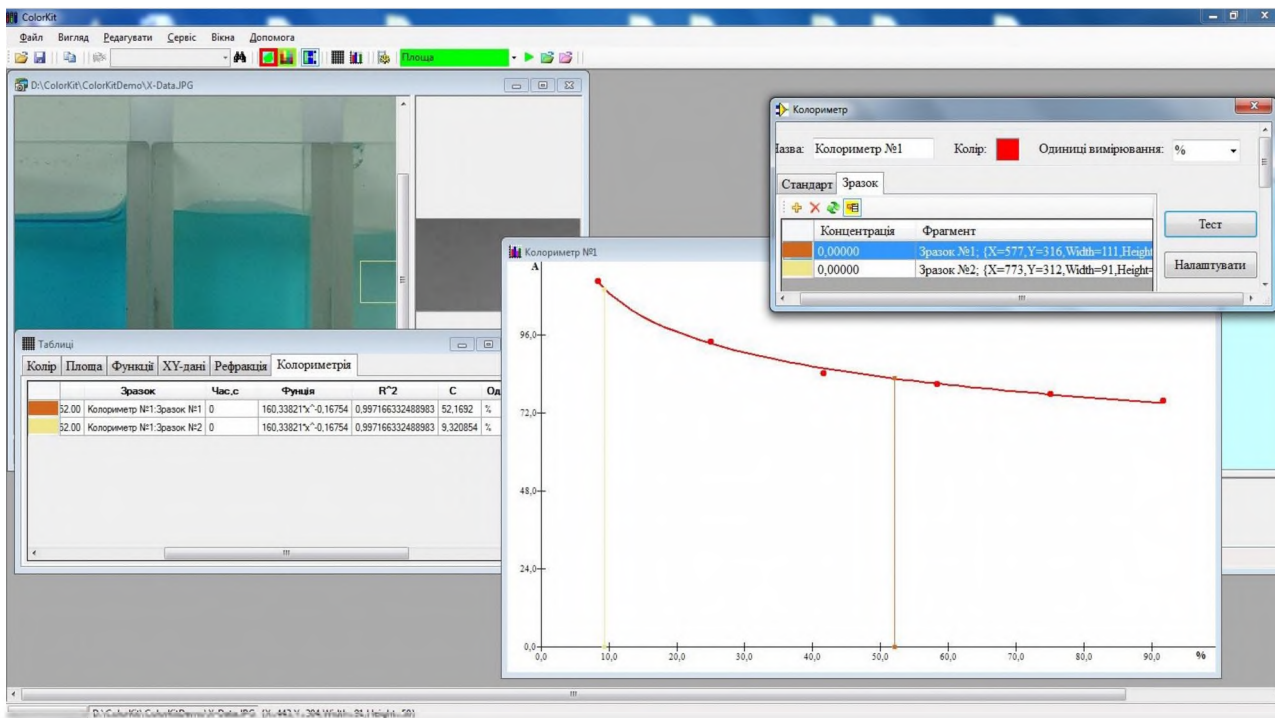 ColorKit
Файл Вигляд Редагувати Сервіс Вікна Допомога
Площа
D:\ColorKit\ColorKitDemo\X-Data.JPG
Колориметр
Назва: Колориметр №1 Колір: Одиниці вимірювання: %
Стандарт Зразок
Концентрація Фрагмент
0,00000 Зразок №1; {X=577,Y=316,Width=111,Height
0,00000 Зразок №2; {X=773,Y=312,Width=91,Height=
Тест
Налаштувати
Таблиці
Колір Площа Функції XY-дані Рефракція Колориметрія
Зразок Час,с Фунція R^2 C Од
52.00 Колориметр №1:Зразок №1 0 160,33821*x^-0,16754 0,997166332488983 52,1692 %
52.00 Колориметр №1:Зразок №2 0 160,33821*x^-0,16754 0,997166332488983 9,320854 %
Колориметр №1
A
96,0
72,0
48,0
24,0
0,0
0,0 10,0 20,0 30,0 40,0 50,0 60,0 70,0 80,0 90,0 %